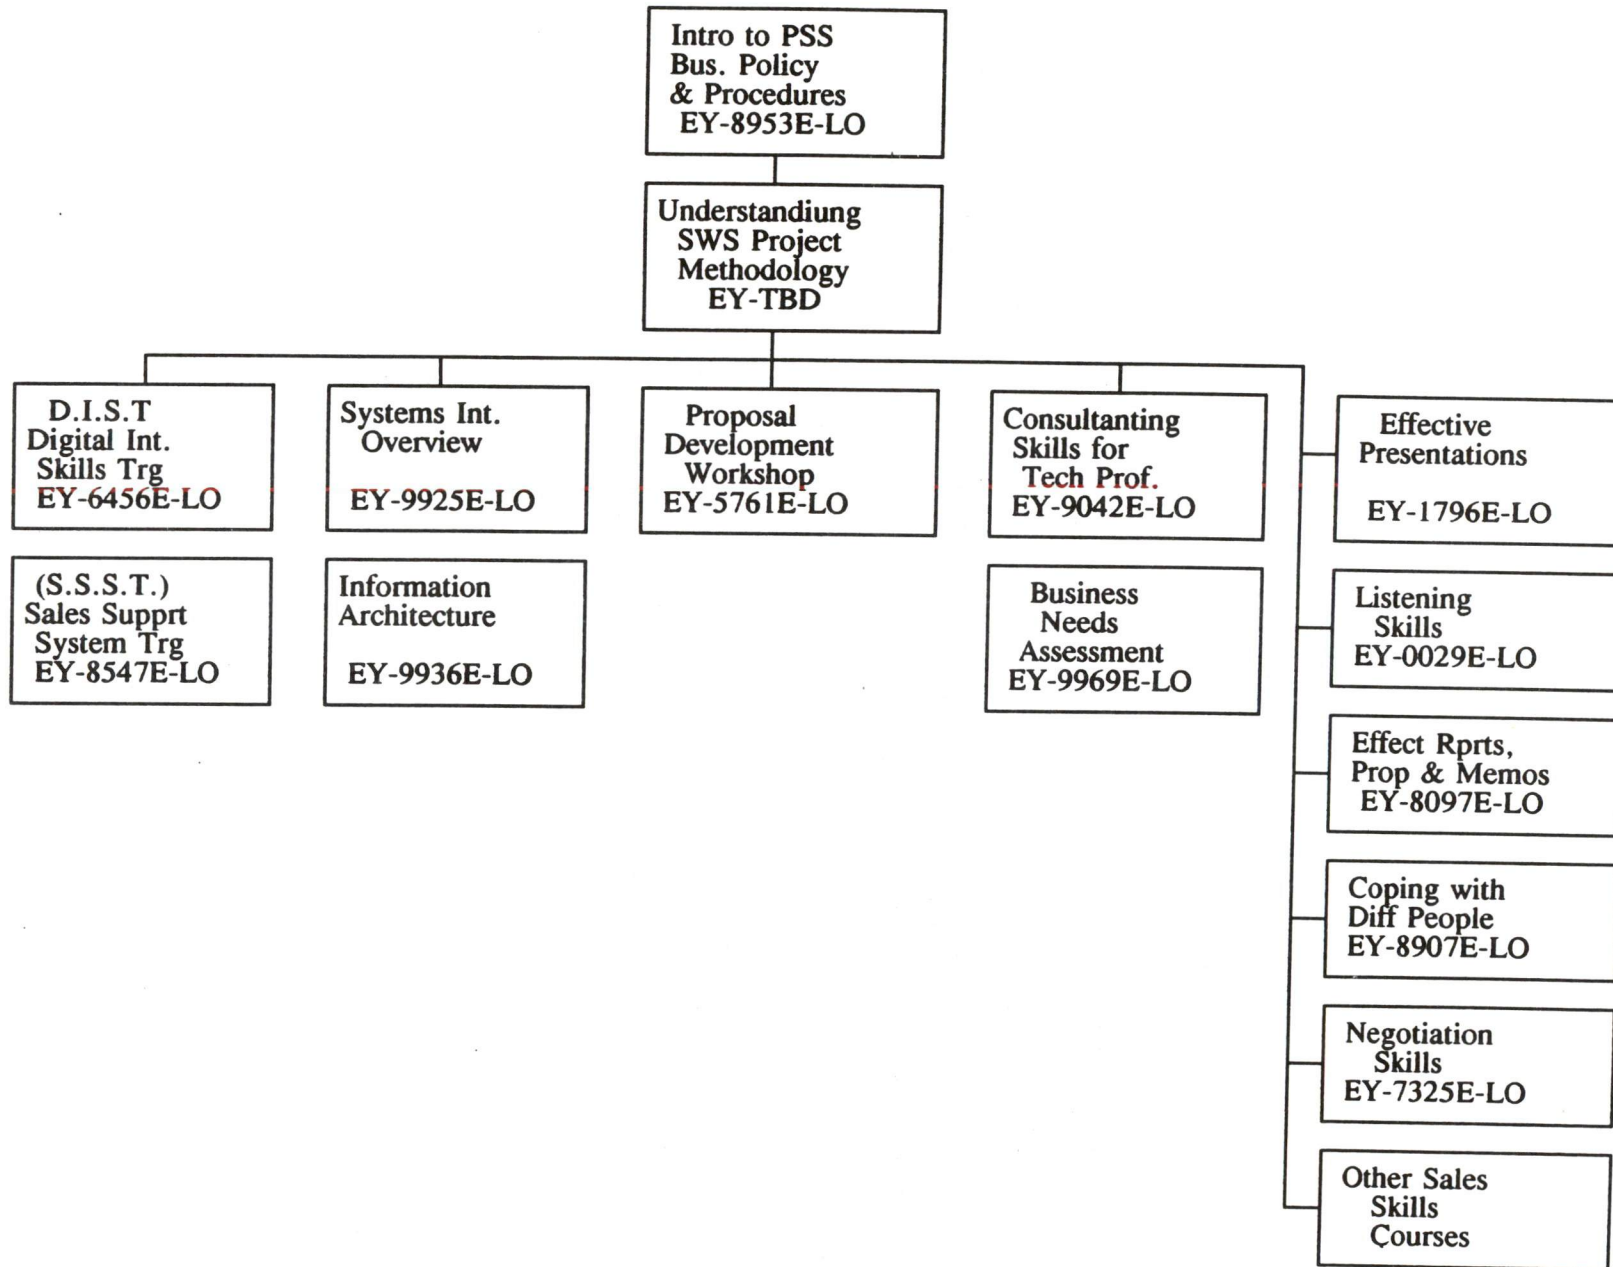 Intro to PSS
Bus. Policy
& Procedures
EY-8953E-LO
Understandiung
SWS Project
Methodology
EY-TBD
D.I.S.T
Digital Int.
Skills Trg
EY-6456E-LO
(S.S.S.T.)
Sales Supprt
System Trg
EY-8547E-LO
Systems Int.
Overview
EY-9925E-LO
Information
Architecture
EY-9936E-LO
Proposal
Development
Workshop
EY-5761E-LO
Consultanting
Skills for
Tech Prof.
EY-9042E-LO
Business
Needs
Assessment
EY-9969E-LO
Effective
Presentations
EY-1796E-LO
Listening
Skills
EY-0029E-LO
Effect Rprts,
Prop & Memos
EY-8097E-LO
Coping with
Diff People
EY-8907E-LO
Negotiation
Skills
EY-7325E-LO
Other Sales
Skills
Courses